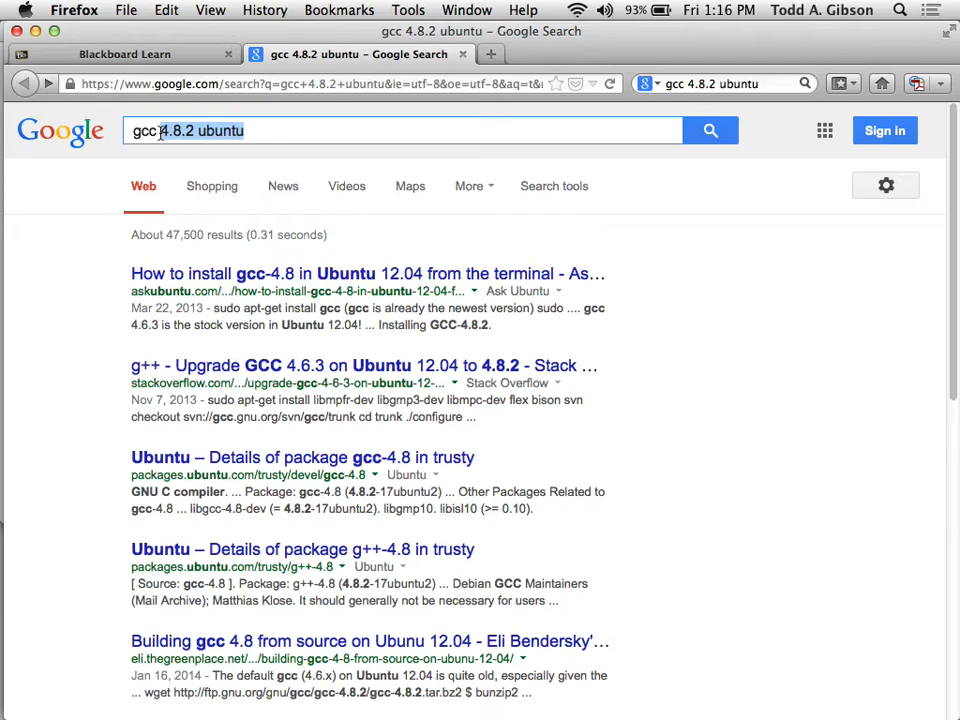 Firefox File Edit View History Bookmarks Tools Window Help 93% Fri 1:16 PM Todd A. Gibson
gcc 4.8.2 ubuntu - Google Search
Blackboard Learn gcc 4.8.2 ubuntu - Google Search
https://www.google.com/search?q=gcc+4.8.2+ubuntu&ie=utf-8&oe=utf-8&aq=t& gcc 4.8.2 ubuntu
Google gcc 4.8.2 ubuntu Sign in
Web Shopping News Videos Maps More Search tools
About 47,500 results (0.31 seconds)
How to install gcc-4.8 in Ubuntu 12.04 from the terminal - As...
askubuntu.com/.../how-to-install-gcc-4-8-in-ubuntu-12-04-f... Ask Ubuntu
Mar 22, 2013 - sudo apt-get install gcc (gcc is already the newest version) sudo .... gcc
4.6.3 is the stock version in Ubuntu 12.04! ... Installing GCC-4.8.2.
g++ - Upgrade GCC 4.6.3 on Ubuntu 12.04 to 4.8.2 - Stack ...
stackoverflow.com/.../upgrade-gcc-4-6-3-on-ubuntu-12-... Stack Overflow
Nov 7, 2013 - sudo apt-get install libmpfr-dev libgmp3-dev libmpc-dev flex bison svn
checkout svn://gcc.gnu.org/svn/gcc/trunk cd trunk ./configure ...
Ubuntu – Details of package gcc-4.8 in trusty
packages.ubuntu.com/trusty/devel/gcc-4.8 Ubuntu
GNU C compiler. ... Package: gcc-4.8 (4.8.2-17ubuntu2) ... Other Packages Related to
gcc-4.8 ... libgcc-4.8-dev (= 4.8.2-17ubuntu2). libgmp10. libisl10 (>= 0.10).
Ubuntu – Details of package g++-4.8 in trusty
packages.ubuntu.com/trusty/g++-4.8 Ubuntu
[ Source: gcc-4.8 ]. Package: g++-4.8 (4.8.2-17ubuntu2) ... Debian GCC Maintainers
(Mail Archive); Matthias Klose. It should generally not be necessary for users ...
Building gcc 4.8 from source on Ubunu 12.04 - Eli Bendersky'...
eli.thegreenplace.net/.../building-gcc-4-8-from-source-on-ubunu-12-04/
Jan 16, 2014 - The default gcc (4.6.x) on Ubuntu 12.04 is quite old, especially given the
... wget http://ftp.gnu.org/gnu/gcc/gcc-4.8.2/gcc-4.8.2.tar.bz2 $ bunzip2 ...